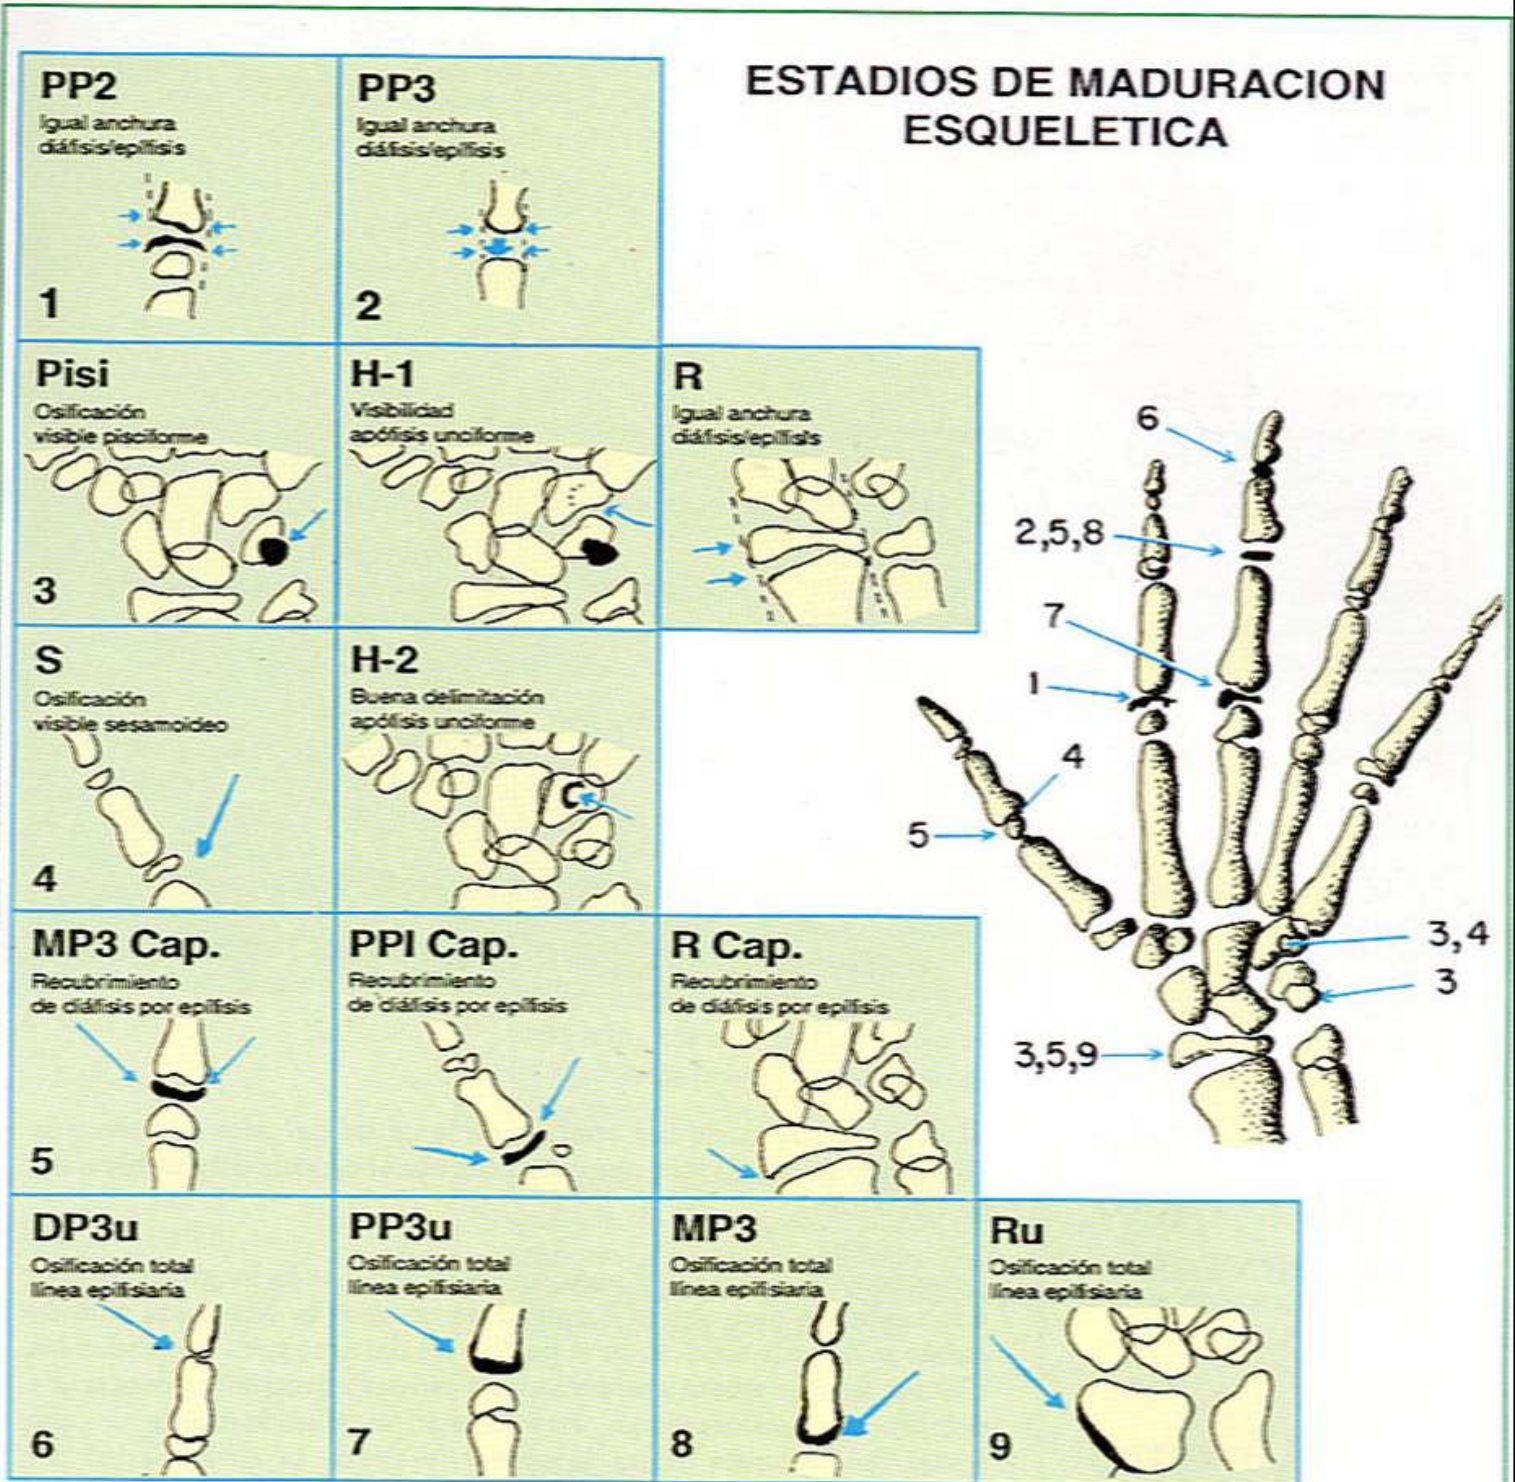 ESTADIOS DE MADURACION
ESQUELETICA
PP2
Igual anchura
diáfisis/epífisis
1
PP3
Igual anchura
diáfisis/epífisis
2
Pisi
Osificación
visible pisciforme
3
H-1
Visibilidad
apófisis unciforme
R
Igual anchura
diáfisis/epífisis
S
Osificación
visible sesamoideo
4
H-2
Buena delimitación
apófisis unciforme
MP3 Cap.
Recubrimiento
de diáfisis por epífisis
5
PPI Cap.
Recubrimiento
de diáfisis por epífisis
R Cap.
Recubrimiento
de diáfisis por epífisis
DP3u
Osificación total
línea epifisiaria
6
PP3u
Osificación total
línea epifisiaria
7
MP3
Osificación total
línea epifisiaria
8
Ru
Osificación total
línea epifisiaria
9
6
2,5,8
7
1
4
5
3,4
3
3,5,9